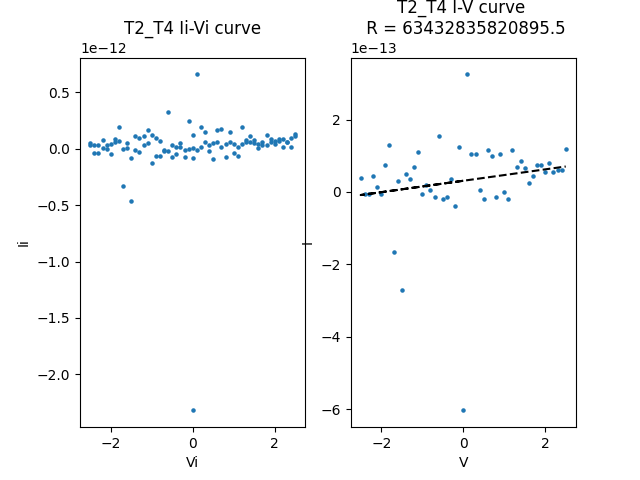 T2_T4 Ii-Vi curve
1e−12
0.5
0.0
−0.5
−1.0
−1.5
−2.0
Ii
−2
0
2
Vi
T2_T4 I-V curve
R = 63432835820895.5
1e−13
2
0
−2
−4
−6
I
−2
0
2
V